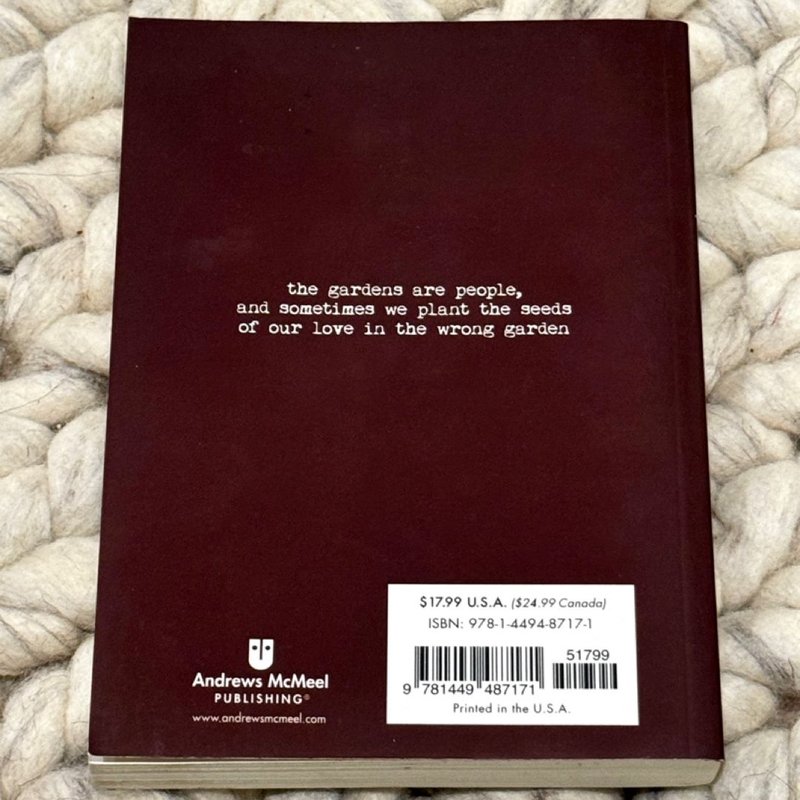 the gardens are people,
and sometimes we plant the seeds
of our love in the wrong garden
$17.99 U.S.A. ($24.99 Canada)
ISBN: 978-1-4494-8717-1
51799
9 781449 487171
Printed in the U.S.A.
Andrews McMeel
PUBLISHING®
www.andrewsmcmeel.com